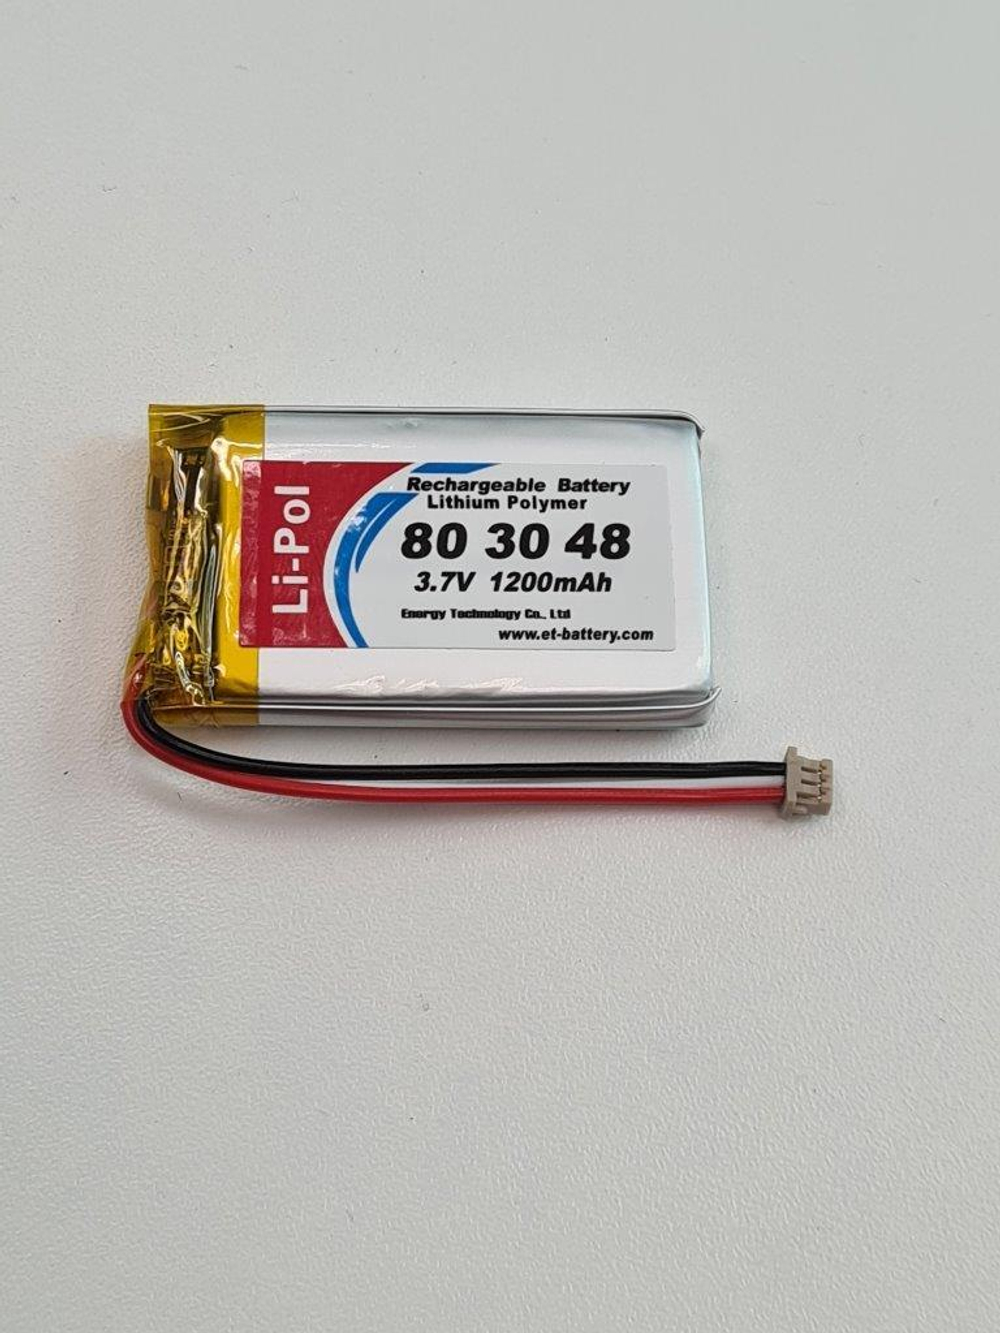 Li-Pol
Rechargeable Battery
Lithium Polymer
80 30 48
3.7V 1200mAh
Energy Technology Co., Ltd
www.et-battery.com